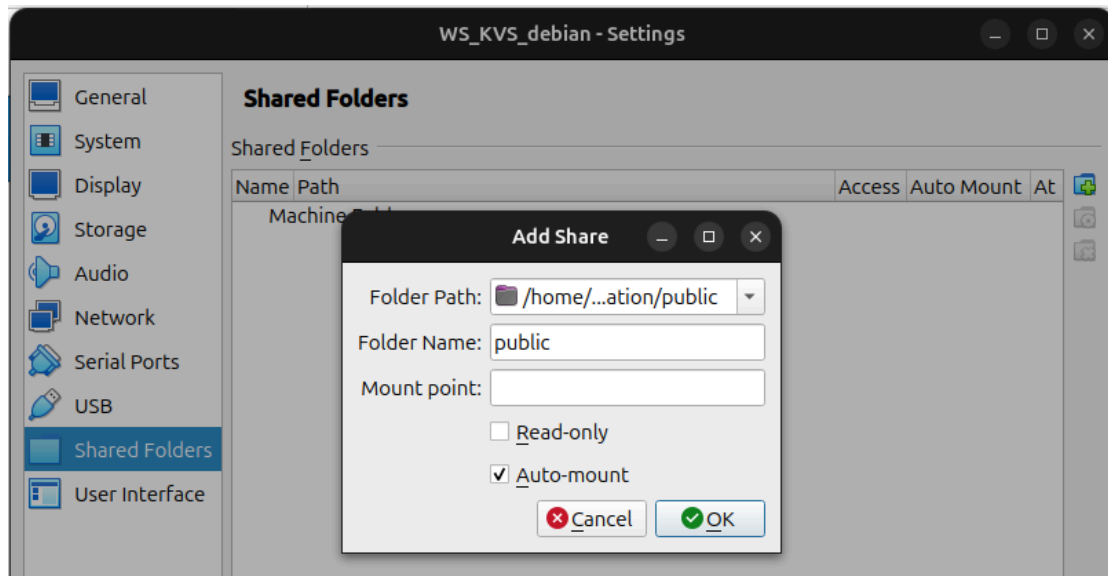 WS_KVS_debian - Settings
General
System
Display
Storage
Audio
Network
Serial Ports
USB
Shared Folders
User Interface
Shared Folders
Shared Folders
Name Path Access Auto Mount At
Machine
Add Share
Folder Path: /home/...ation/public
Folder Name: public
Mount point:
Read-only
Auto-mount
Cancel OK